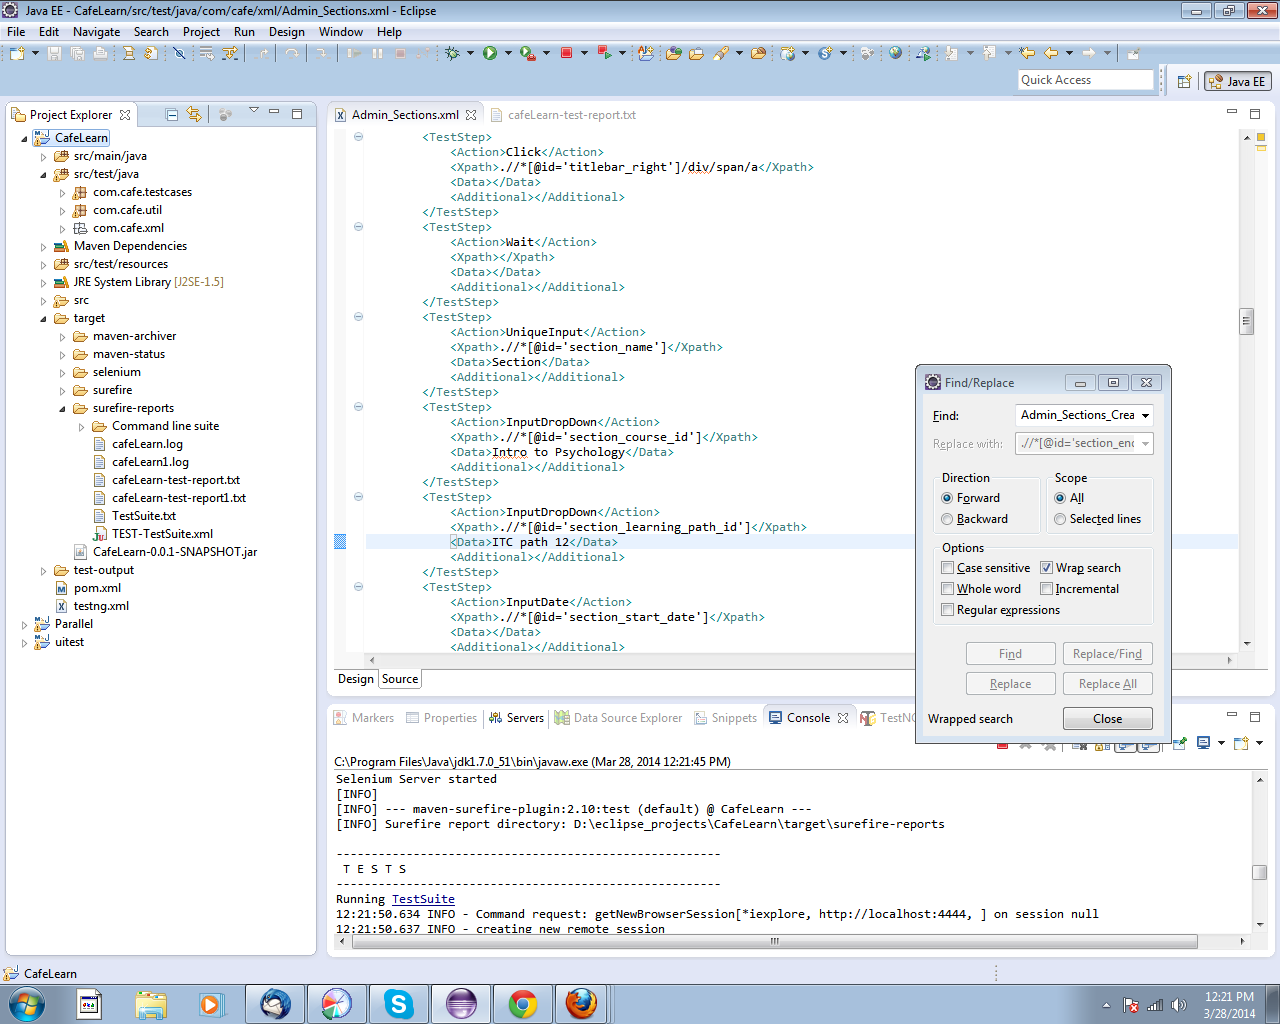 Java EE - CafeLearn/src/test/java/com/cafe/xml/Admin_Sections.xml - Eclipse
File Edit Navigate Search Project Run Design Window Help
Quick Access
Java EE
Project Explorer
CafeLearn
src/main/java
src/test/java
com.cafe.testcases
com.cafe.util
com.cafe.xml
Maven Dependencies
src/test/resources
JRE System Library [J2SE-1.5]
src
target
maven-archiver
maven-status
selenium
surefire
surefire-reports
Command line suite
cafeLearn.log
cafeLearn1.log
cafeLearn-test-report.txt
cafeLearn-test-report1.txt
TestSuite.txt
TEST-TestSuite.xml
CafeLearn-0.0.1-SNAPSHOT.jar
test-output
pom.xml
testng.xml
Parallel
uitest
Admin_Sections.xml
cafeLearn-test-report.txt
<TestStep>
<Action>Click</Action>
<Xpath>.//*[@id='titlebar_right']/div/span/a</Xpath>
<Data></Data>
<Additional></Additional>
</TestStep>
<TestStep>
<Action>Wait</Action>
<Xpath></Xpath>
<Data></Data>
<Additional></Additional>
</TestStep>
<TestStep>
<Action>UniqueInput</Action>
<Xpath>.//*[@id='section_name']</Xpath>
<Data>Section</Data>
<Additional></Additional>
</TestStep>
<TestStep>
<Action>InputDropDown</Action>
<Xpath>.//*[@id='section_course_id']</Xpath>
<Data>Intro to Psychology</Data>
<Additional></Additional>
</TestStep>
<TestStep>
<Action>InputDropDown</Action>
<Xpath>.//*[@id='section_learning_path_id']</Xpath>
<Data>ITC path 12</Data>
<Additional></Additional>
</TestStep>
<TestStep>
<Action>InputDate</Action>
<Xpath>.//*[@id='section_start_date']</Xpath>
<Data></Data>
<Additional></Additional>
Design Source
Find/Replace
Find: Admin_Sections_Crea
Replace with: .//*[@id='section_end
Direction
Forward
Backward
Scope
All
Selected lines
Options
Case sensitive Wrap search
Whole word Incremental
Regular expressions
Find Replace/Find
Replace Replace All
Wrapped search Close
Markers Properties Servers Data Source Explorer Snippets Console TestNG
C:\Program Files\Java\jdk1.7.0_51\bin\javaw.exe (Mar 28, 2014 12:21:45 PM)
Selenium Server started
[INFO]
[INFO] --- maven-surefire-plugin:2.10:test (default) @ CafeLearn ---
[INFO] Surefire report directory: D:\eclipse_projects\CafeLearn\target\surefire-reports
-------------------------------------------------------
T E S T S
-------------------------------------------------------
Running TestSuite
12:21:50.634 INFO - Command request: getNewBrowserSession[*iexplore, http://localhost:4444, ] on session null
12:21:50.637 INFO - creating new remote session
CafeLearn
12:21 PM
3/28/2014